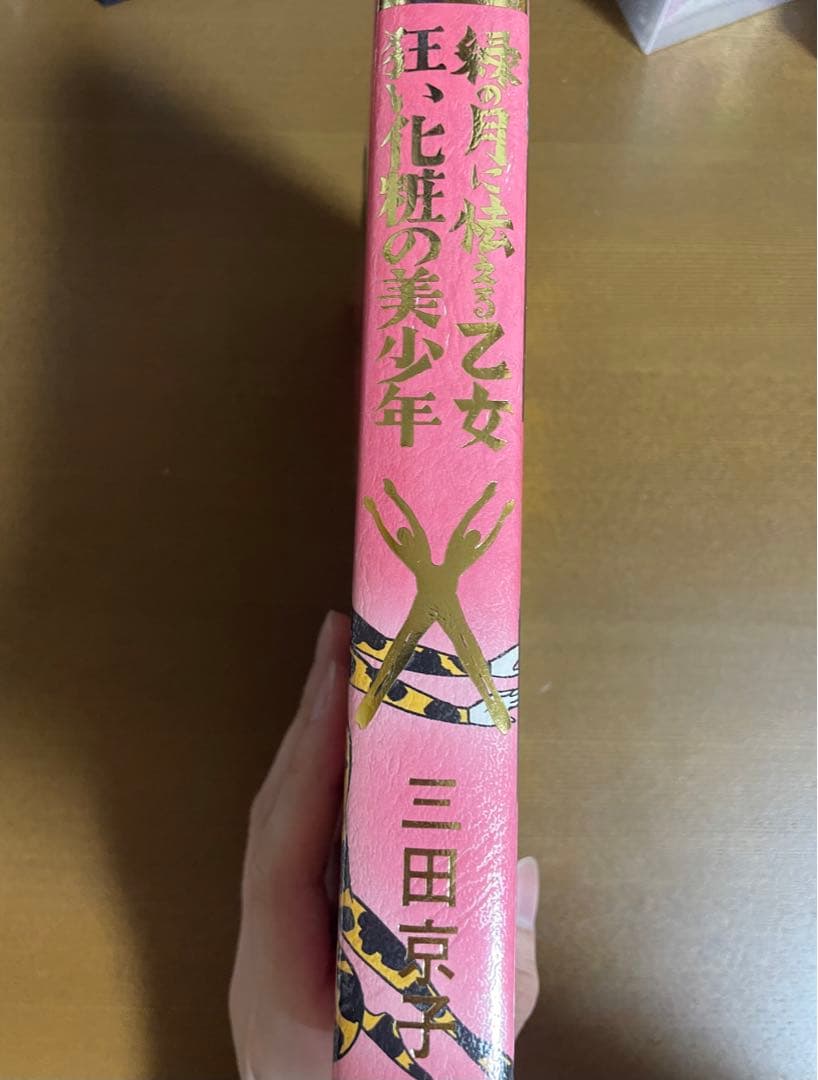 緑の月に怯える乙女
狂い化粧の美少年
三田京子